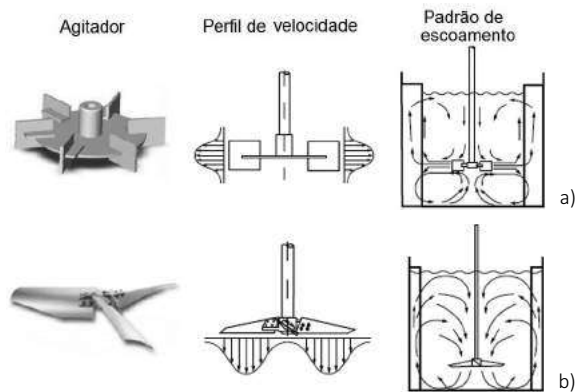 Agitador
Perfil de velocidade
Padrão de
escoamento
a)
b)